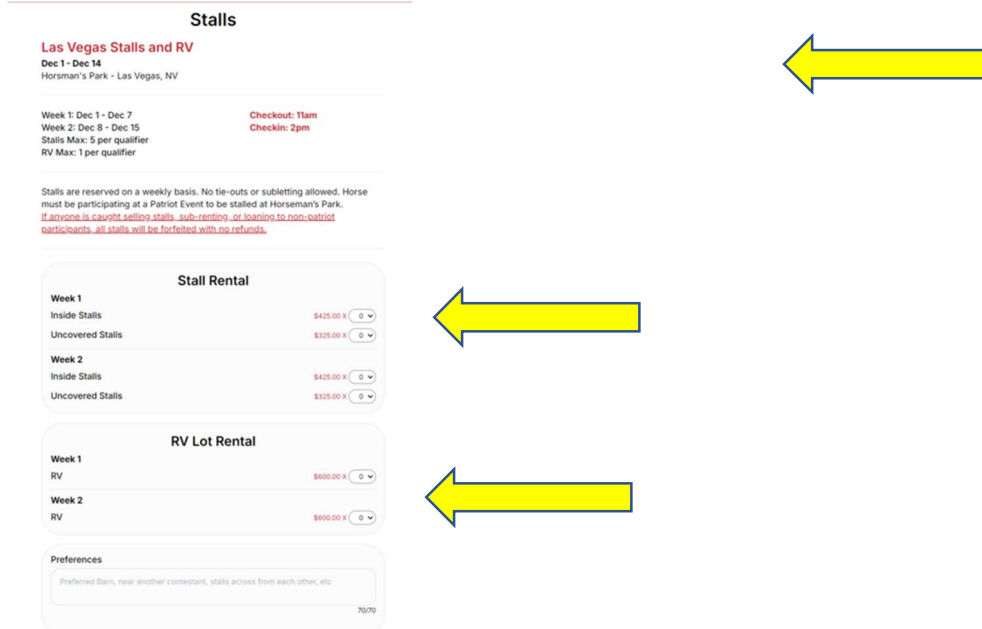 Stalls
Las Vegas Stalls and RV
Dec 1 - Dec 14
Horsman's Park - Las Vegas, NV
Week 1: Dec 1 - Dec 7
Checkout: 11am
Week 2: Dec 8 - Dec 15
Checkin: 2pm
Stalls Max: 5 per qualifier
RV Max: 1 per qualifier
Stalls are reserved on a weekly basis. No tie-outs or subletting allowed. Horse
must be participating at a Patriot Event to be stalled at Horseman's Park.
If anyone is caught selling stalls, sub-renting, or loaning to non-patriot
participants, all stalls will be forfeited with no refunds.
Stall Rental
Week 1
Inside Stalls $425.00 X 0
Uncovered Stalls $325.00 X 0
Week 2
Inside Stalls $425.00 X 0
Uncovered Stalls $325.00 X 0
RV Lot Rental
Week 1
RV $600.00 X 0
Week 2
RV $600.00 X 0
Preferences
Preferred Barn, near another contestant, stalls across from each other, etc
70/70